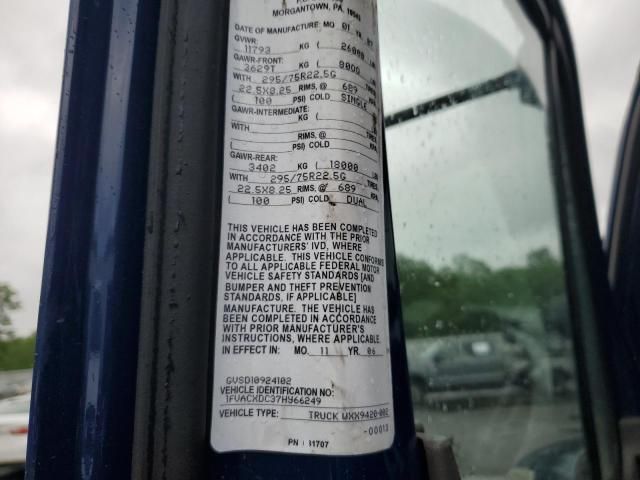 MORGANTOWN, PA. 19543
DATE OF MANUFACTURE: MO 01 YR 07
GVWR:
11793 KG ( 26000 LB)
GAWR-FRONT:
3629T KG ( 8000
WITH 295/75R22.5G TIRES
22.5X8.25 RIMS, @ 689 KPA
( 100 PSI) COLD SINGLE
GAWR-INTERMEDIATE:
KG (
WITH TIRES
RIMS, @ KPA
( PSI) COLD
GAWR-REAR:
3402 KG ( 18000 LB)
WITH 295/75R22.5G TIRES
22.5X8.25 RIMS, @ 689 KPA
( 100 PSI) COLD DUAL
THIS VEHICLE HAS BEEN COMPLETED
IN ACCORDANCE WITH THE PRIOR
MANUFACTURERS' IVD, WHERE
APPLICABLE. THIS VEHICLE CONFORMS
TO ALL APPLICABLE FEDERAL MOTOR
VEHICLE SAFETY STANDARDS [AND
BUMPER AND THEFT PREVENTION
STANDARDS, IF APPLICABLE]
MANUFACTURE. THE VEHICLE HAS
BEEN COMPLETED IN ACCORDANCE
WITH PRIOR MANUFACTURER'S
INSTRUCTIONS, WHERE APPLICABLE.
IN EFFECT IN: MO. 11 YR. 06
GVSD10924102
VEHICLE IDENTIFICATION NO:
1FVACXDC37HY66249
VEHICLE TYPE: TRUCK WXX9420-002
-00013
PN 31707